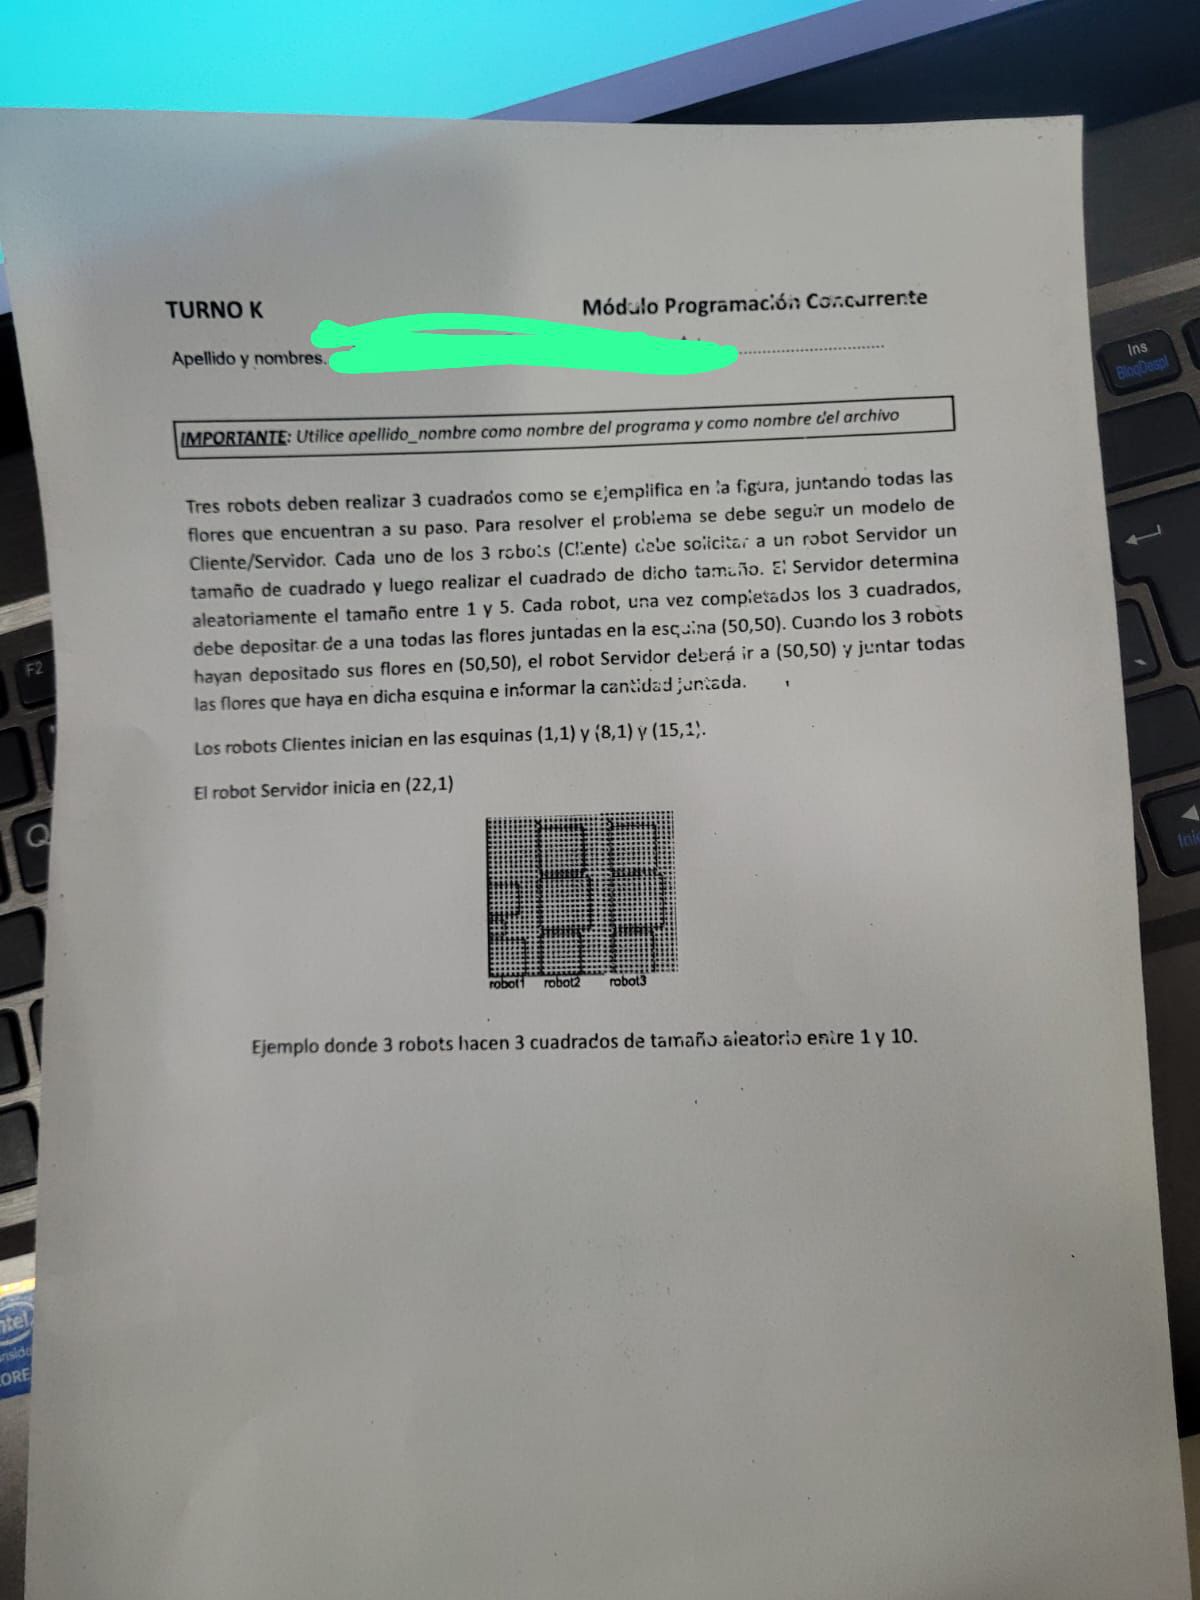 TURNO K
Módulo Programación Concurrente
Apellido y nombres.
IMPORTANTE: Utilice apellido_nombre como nombre del programa y como nombre del archivo
Tres robots deben realizar 3 cuadrados como se ejemplifica en la figura, juntando todas las
flores que encuentran a su paso. Para resolver el problema se debe seguir un modelo de
Cliente/Servidor. Cada uno de los 3 robots (Cliente) debe solicitar a un robot Servidor un
tamaño de cuadrado y luego realizar el cuadrado de dicho tamaño. El Servidor determina
aleatoriamente el tamaño entre 1 y 5. Cada robot, una vez completados los 3 cuadrados,
debe depositar de a una todas las flores juntadas en la esquina (50,50). Cuando los 3 robots
hayan depositado sus flores en (50,50), el robot Servidor deberá ir a (50,50) y juntar todas
las flores que haya en dicha esquina e informar la cantidad juntada.
Los robots Clientes inician en las esquinas (1,1) y (8,1) y (15,1).
El robot Servidor inicia en (22,1)
robot1 robot2 robot3
Ejemplo donde 3 robots hacen 3 cuadrados de tamaño aleatorio entre 1 y 10.
Ins
BloqDespl
F2
Q
intel
inside
CORE